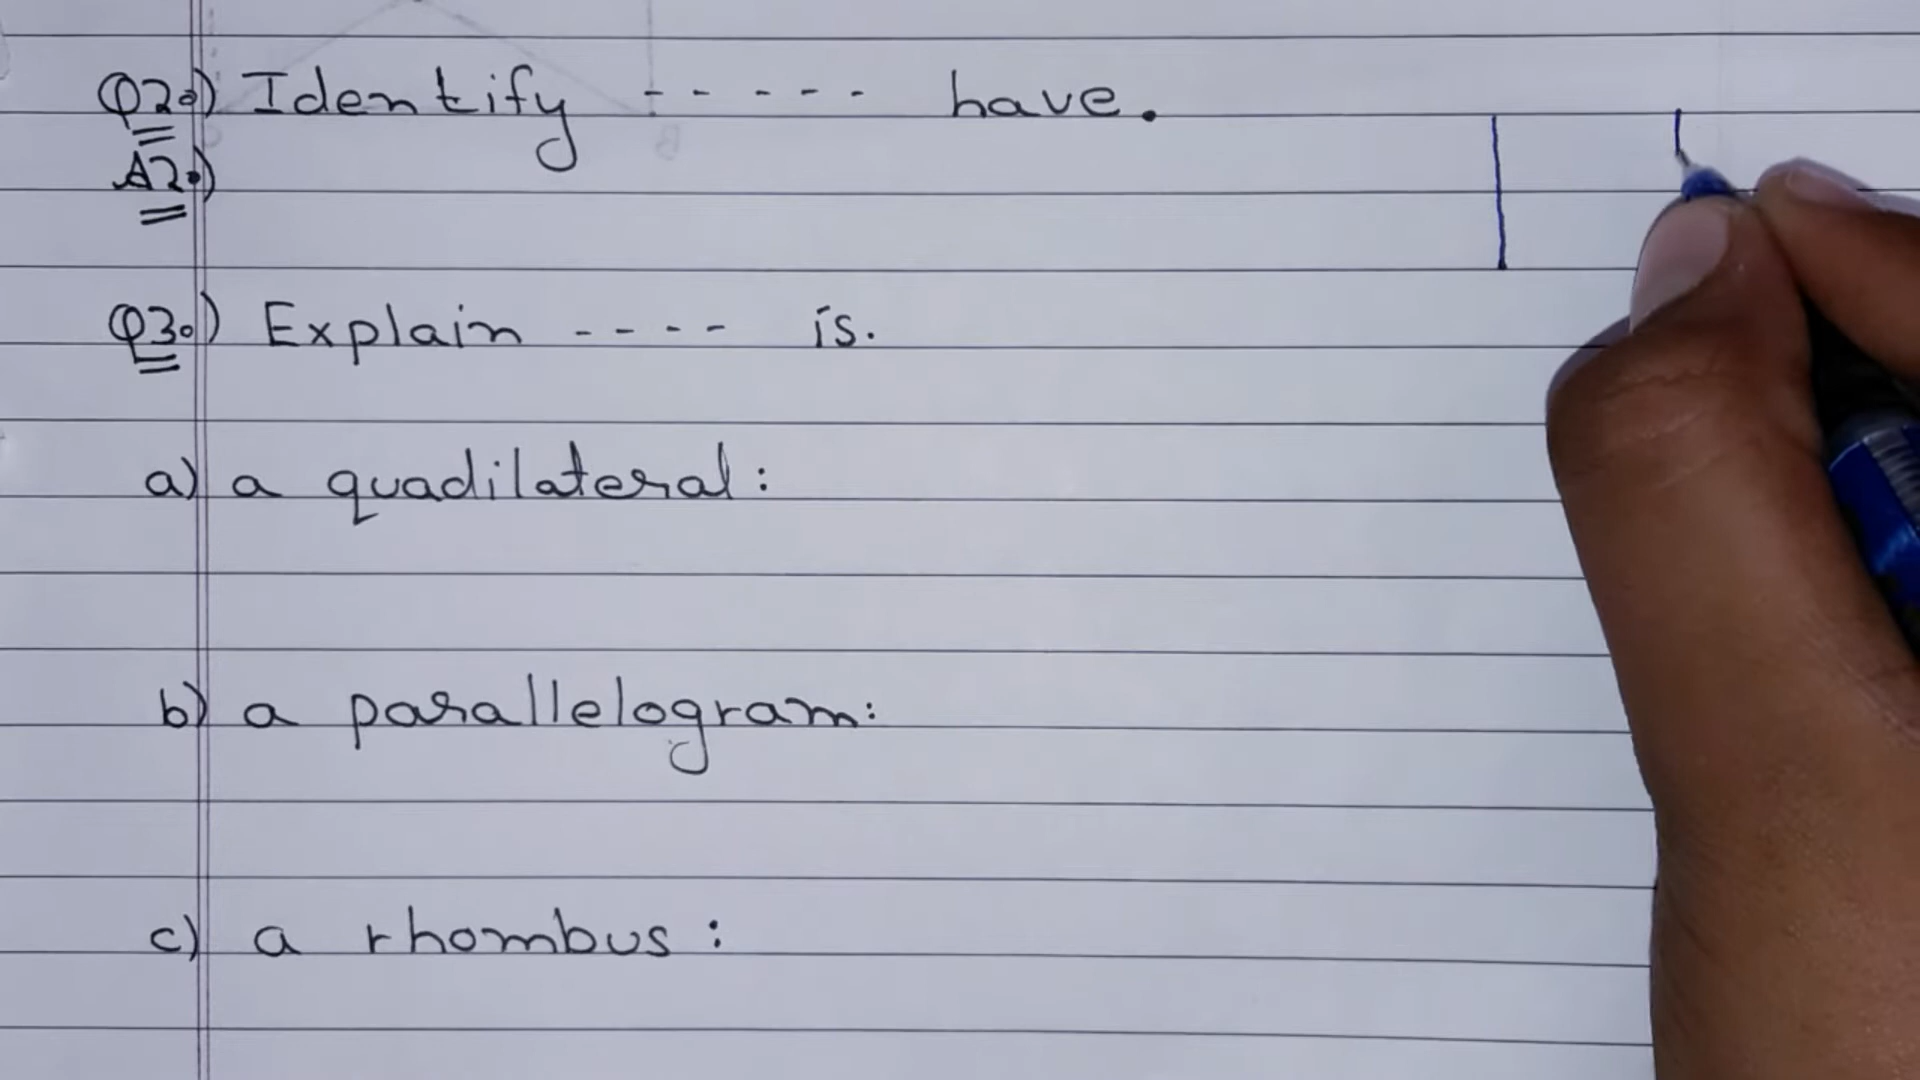 Q2.) Identify ----- have.
A2.)
Q3.) Explain ---- is.
a) a quadilateral:
b) a parallelogram:
c) a rhombus: